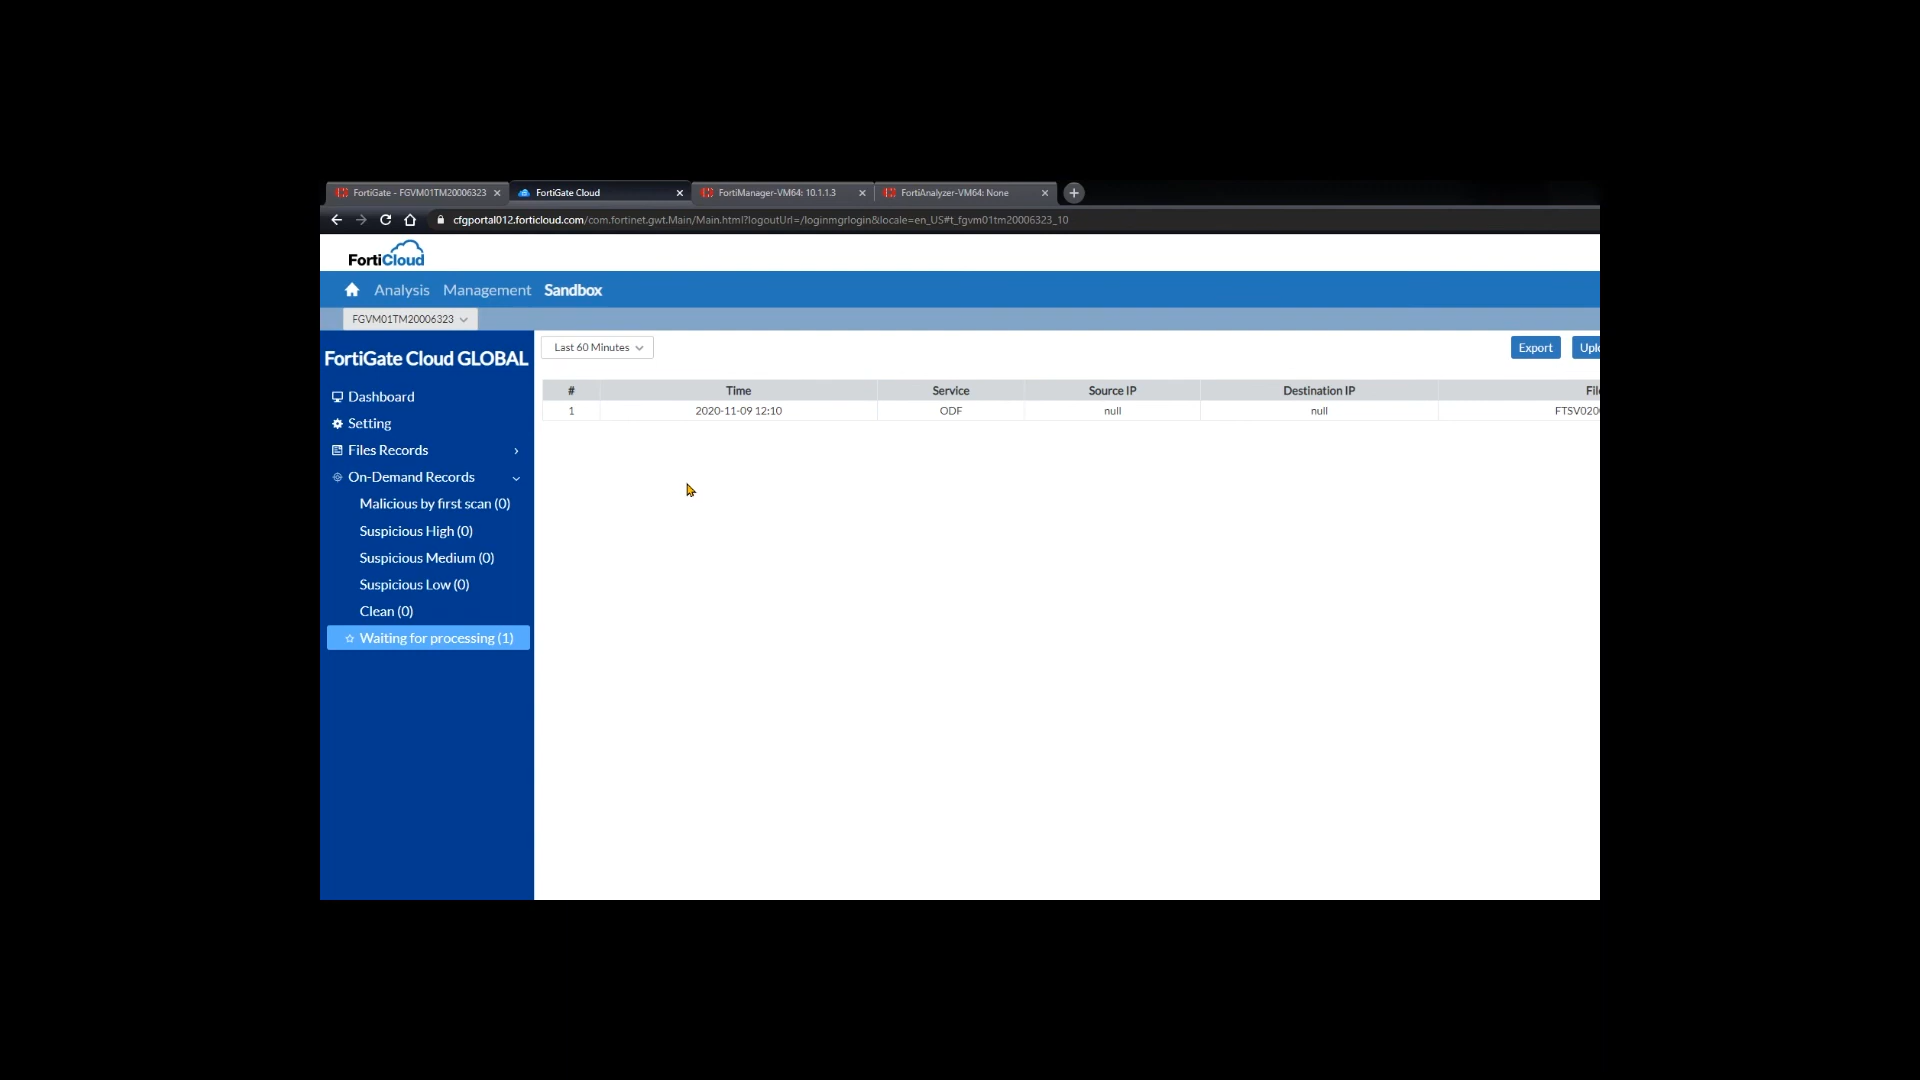 FortiGate - FGVM01TM20006323
FortiGate Cloud
FortiManager-VM64: 10.1.1.3
FortiAnalyzer-VM64: None
cfgportal012.forticloud.com/com.fortinet.gwt.Main/Main.html?logoutUrl=/loginmgrlogin&locale=en_US#t_fgvm01tm20006323_10
FortiCloud
Analysis Management Sandbox
FGVM01TM20006323
FortiGate Cloud GLOBAL
Dashboard
Setting
Files Records
On-Demand Records
Malicious by first scan (0)
Suspicious High (0)
Suspicious Medium (0)
Suspicious Low (0)
Clean (0)
Waiting for processing (1)
Last 60 Minutes
Export Uplo
# Time Service Source IP Destination IP File
1 2020-11-09 12:10 ODF null null FTSV020